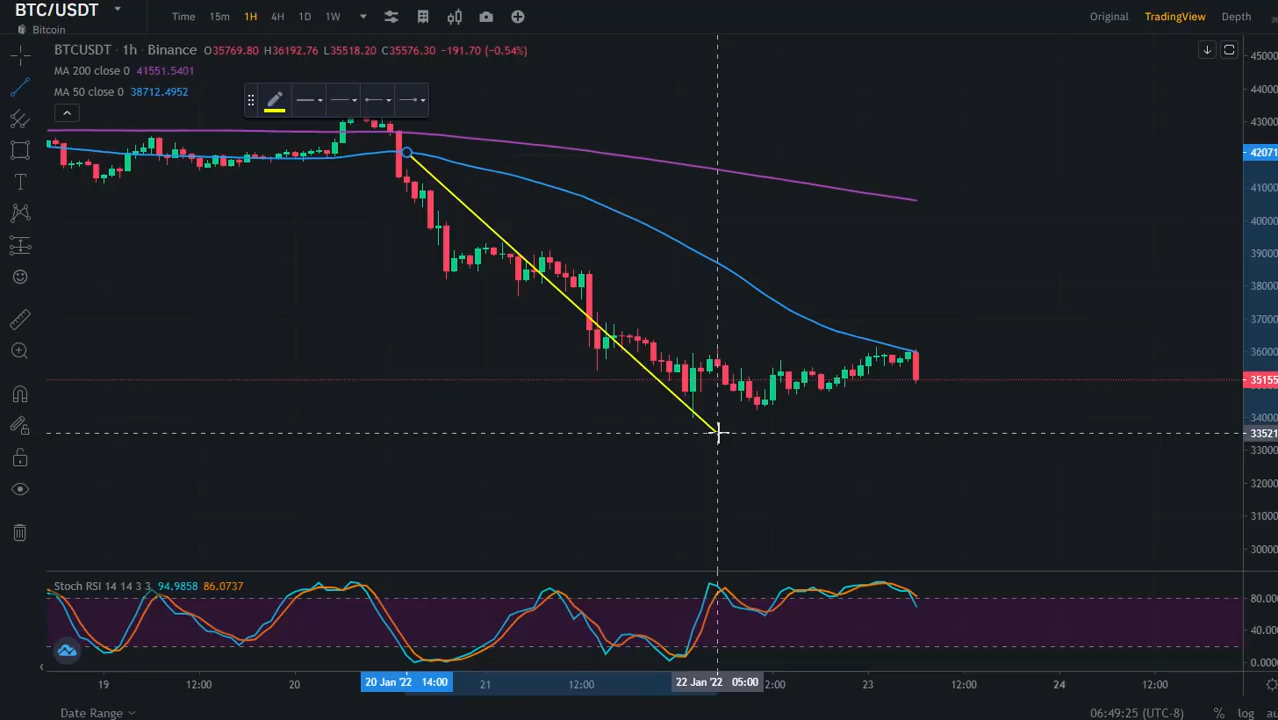 BTC/USDT
Bitcoin
Time 15m 1H 4H 1D 1W
Original TradingView Depth
BTCUSDT · 1h · Binance O35769.80 H36192.76 L35518.20 C35576.30 -191.70 (-0.54%)
MA 200 close 0 41551.5401
MA 50 close 0 38712.4952
45000
44000
43000
42071
41000
40000
39000
38000
37000
36000
35155
34000
33521
33000
32000
31000
30000
Stoch RSI 14 14 3 3 94.9858 86.0737
80.000
40.000
0.000
19 12:00 20 20 Jan '22 14:00 21 12:00 22 Jan '22 05:00 2:00 23 12:00 24 12:00
Date Range 06:49:25 (UTC-8) % log